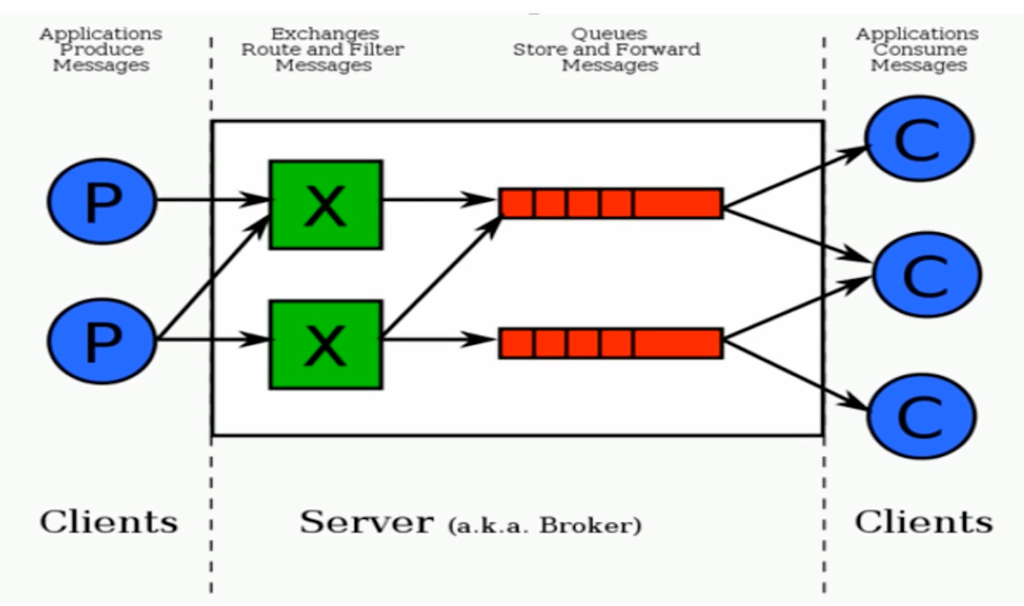 Applications
Produce
Messages
Exchanges
Route and Filter
Messages
Queues
Store and Forward
Messages
Applications
Consume
Messages
P
X
C
C
P
X
C
Clients
Server (a.k.a. Broker)
Clients